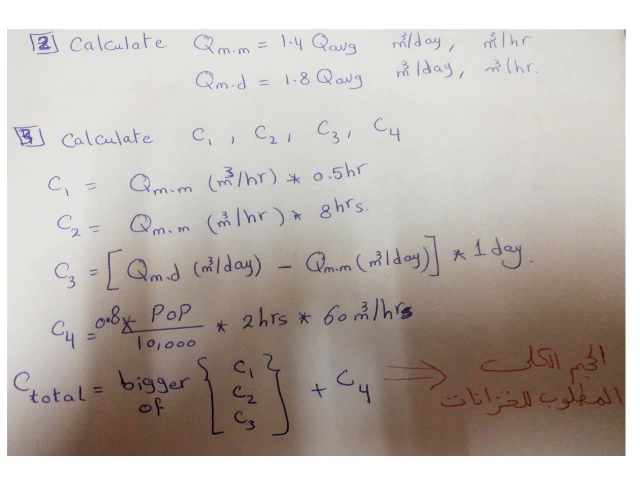 2 Calculate Qm.m = 1.4 Qavg m³/day, m³/hr
Qm.d = 1.8 Qavg m³/day, m³/hr.
3 Calculate C₁, C₂, C₃, C₄
C₁ = Qm.m (m³/hr) * 0.5hr
C₂ = Qm.m (m³/hr) * 8hrs.
C₃ = [Qm.d (m³/day) - Qm.m (m³/day)] * 1 day.
C₄ = 0.8 * PoP / 10,000 * 2hrs * 60 m³/hrs
Ctotal = bigger of {C₁ C₂ C₃} + C₄ ⟹ الحجم الكلى
المطلوب للخزانات